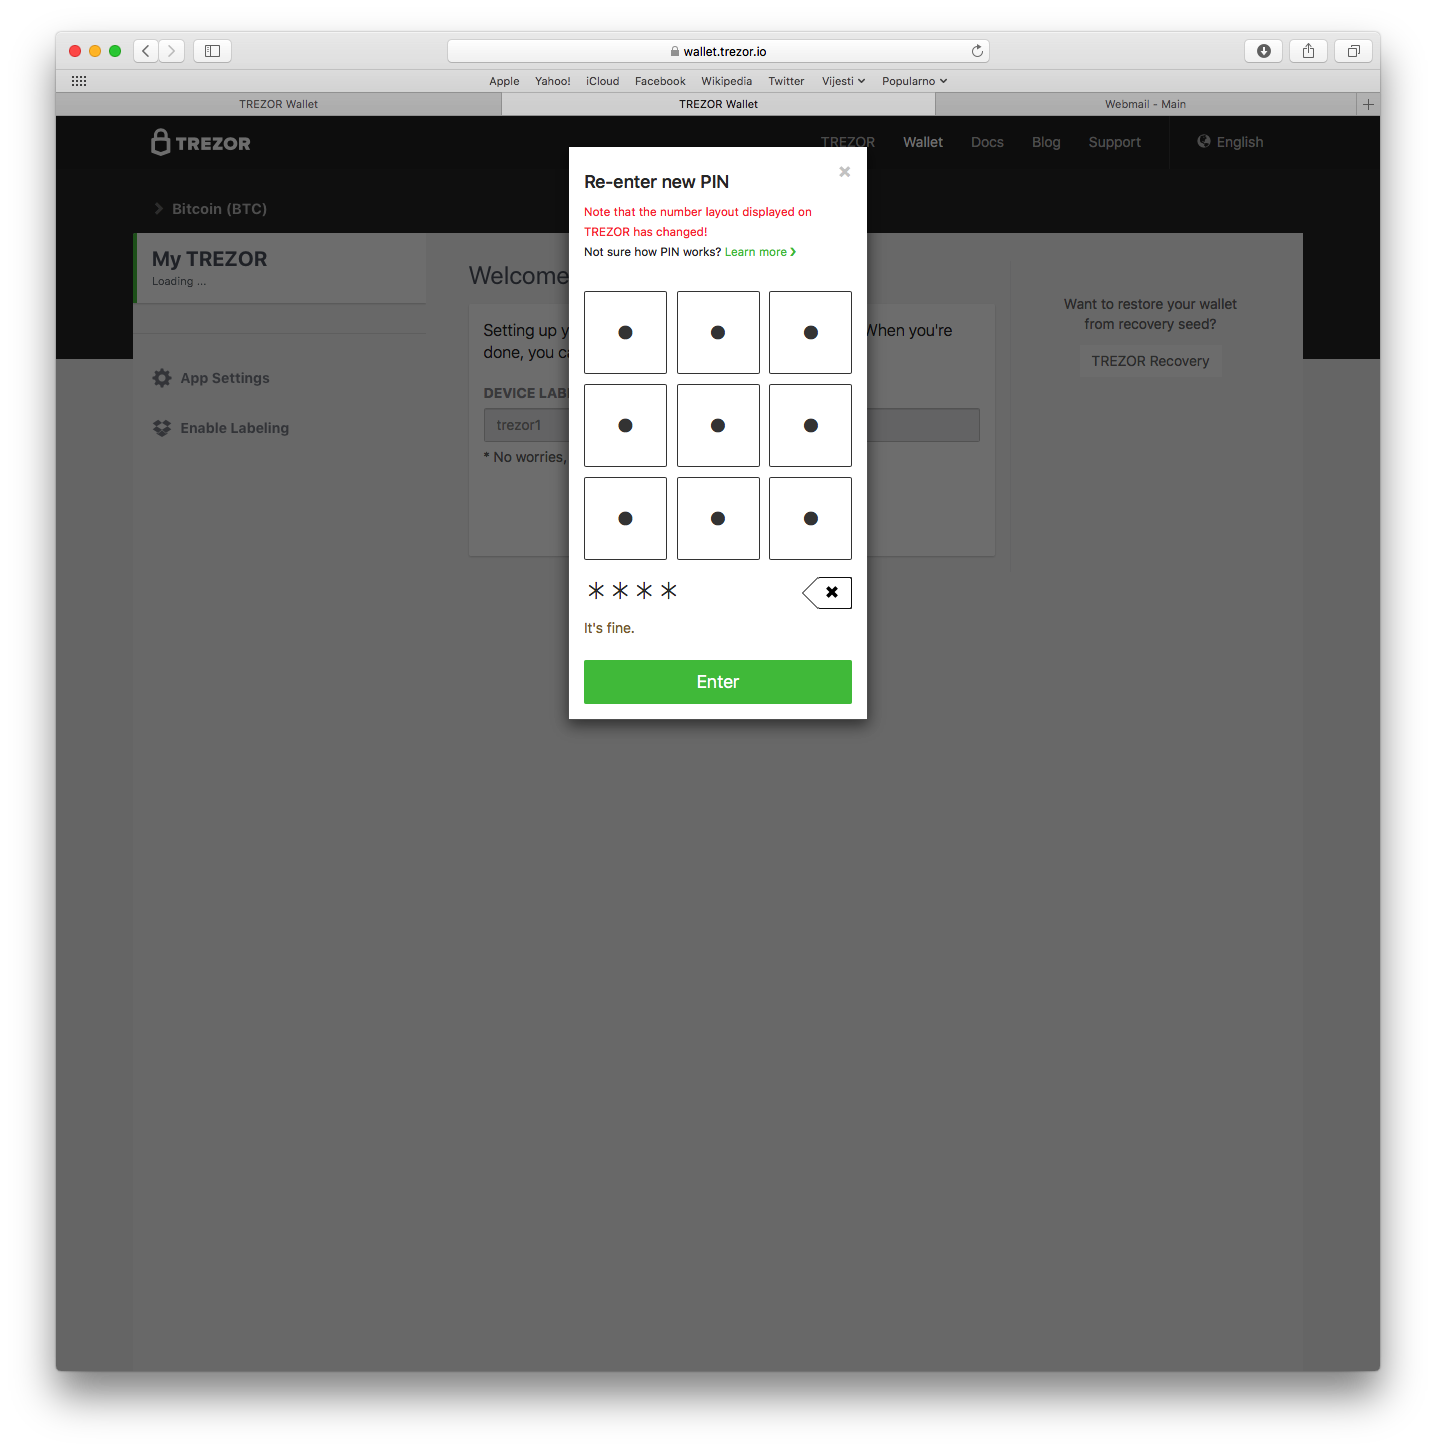 wallet.trezor.io
Apple Yahoo! iCloud Facebook Wikipedia Twitter Vijesti Popularno
TREZOR Wallet TREZOR Wallet Webmail - Main
TREZOR TREZOR Wallet Docs Blog Support English
Bitcoin (BTC)
My TREZOR
Loading ...
App Settings
Enable Labeling
Welcome
Setting up y When you're
done, you ca
DEVICE LAB
trezor1
* No worries,
Re-enter new PIN
Note that the number layout displayed on
TREZOR has changed!
Not sure how PIN works? Learn more
* * * *
It's fine.
Enter
Want to restore your wallet
from recovery seed?
TREZOR Recovery